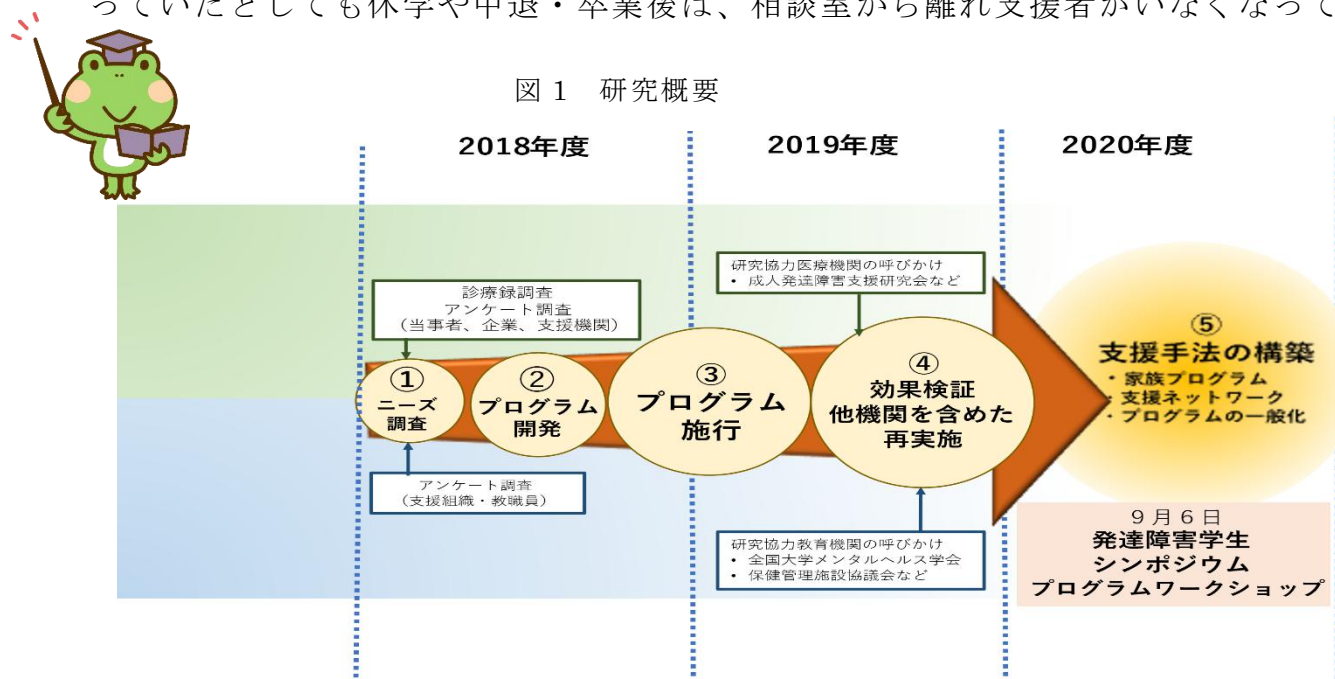 っていたとしても休学や中退・卒業後は、相談室から離れ支援者がいなくなって
図1 研究概要
2018年度
2019年度
2020年度
研究協力医療機関の呼びかけ
• 成人発達障害支援研究会など
診療録調査
アンケート調査
（当事者、企業、支援機関）
①
ニーズ
調査
②
プログラム
開発
③
プログラム
施行
④
効果検証
他機関を含めた
再実施
⑤
支援手法の構築
・家族プログラム
・支援ネットワーク
・プログラムの一般化
アンケート調査
（支援組織・教職員）
研究協力教育機関の呼びかけ
• 全国大学メンタルヘルス学会
• 保健管理施設協議会など
9月6日
発達障害学生
シンポジウム
プログラムワークショップ